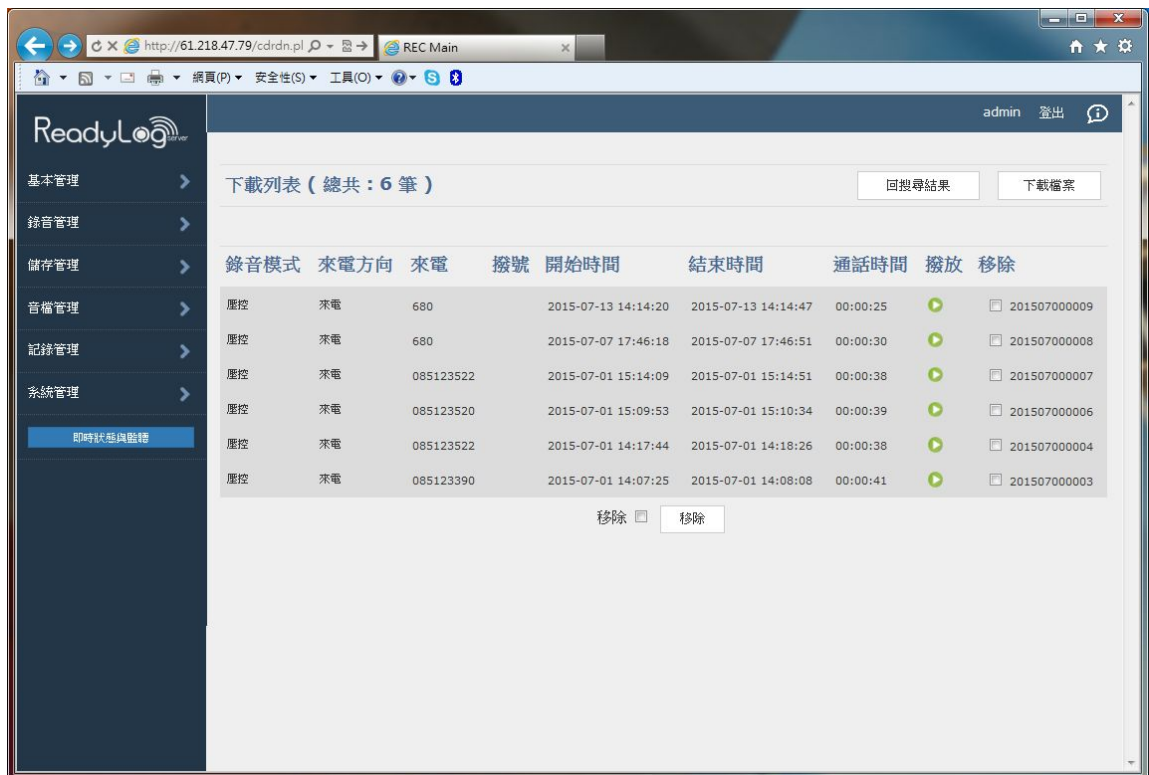 http://61.218.47.79/cdrdn.pl
REC Main
網頁(P) 安全性(S) 工具(O)
ReadyLog server
admin 登出
基本管理
錄音管理
儲存管理
音檔管理
記錄管理
系統管理
即時狀態與監聽
下載列表 ( 總共：6 筆 )
回搜尋結果 下載檔案
錄音模式 來電方向 來電 撥號 開始時間 結束時間 通話時間 撥放 移除
壓控 來電 680 2015-07-13 14:14:20 2015-07-13 14:14:47 00:00:25 201507000009
壓控 來電 680 2015-07-07 17:46:18 2015-07-07 17:46:51 00:00:30 201507000008
壓控 來電 085123522 2015-07-01 15:14:09 2015-07-01 15:14:51 00:00:38 201507000007
壓控 來電 085123520 2015-07-01 15:09:53 2015-07-01 15:10:34 00:00:39 201507000006
壓控 來電 085123522 2015-07-01 14:17:44 2015-07-01 14:18:26 00:00:38 201507000004
壓控 來電 085123390 2015-07-01 14:07:25 2015-07-01 14:08:08 00:00:41 201507000003
移除 移除